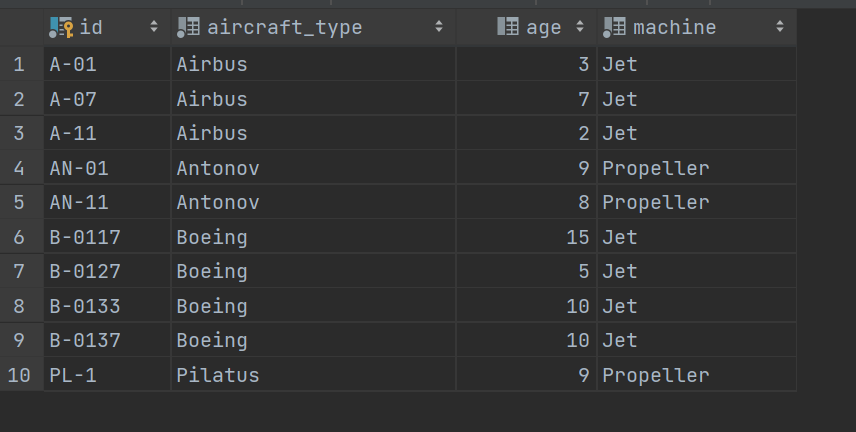 id aircraft_type age machine
1 A-01 Airbus 3 Jet
2 A-07 Airbus 7 Jet
3 A-11 Airbus 2 Jet
4 AN-01 Antonov 9 Propeller
5 AN-11 Antonov 8 Propeller
6 B-0117 Boeing 15 Jet
7 B-0127 Boeing 5 Jet
8 B-0133 Boeing 10 Jet
9 B-0137 Boeing 10 Jet
10 PL-1 Pilatus 9 Propeller